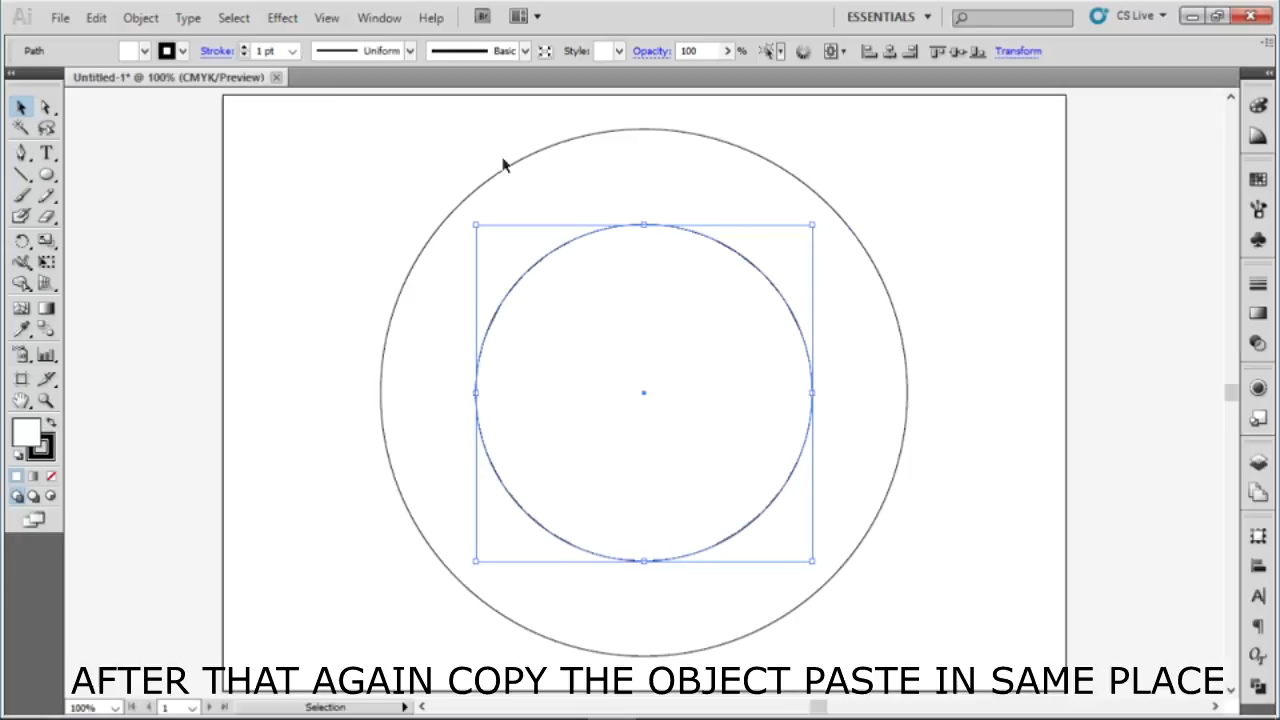 Ai File Edit Object Type Select Effect View Window Help Br ESSENTIALS CS Live
Path Stroke: 1 pt Uniform Basic Style: Opacity: 100 % Transform
Untitled-1* @ 100% (CMYK/Preview)
T
A
AFTER THAT AGAIN COPY THE OBJECT PASTE IN SAME PLACE
100% 1 Selection